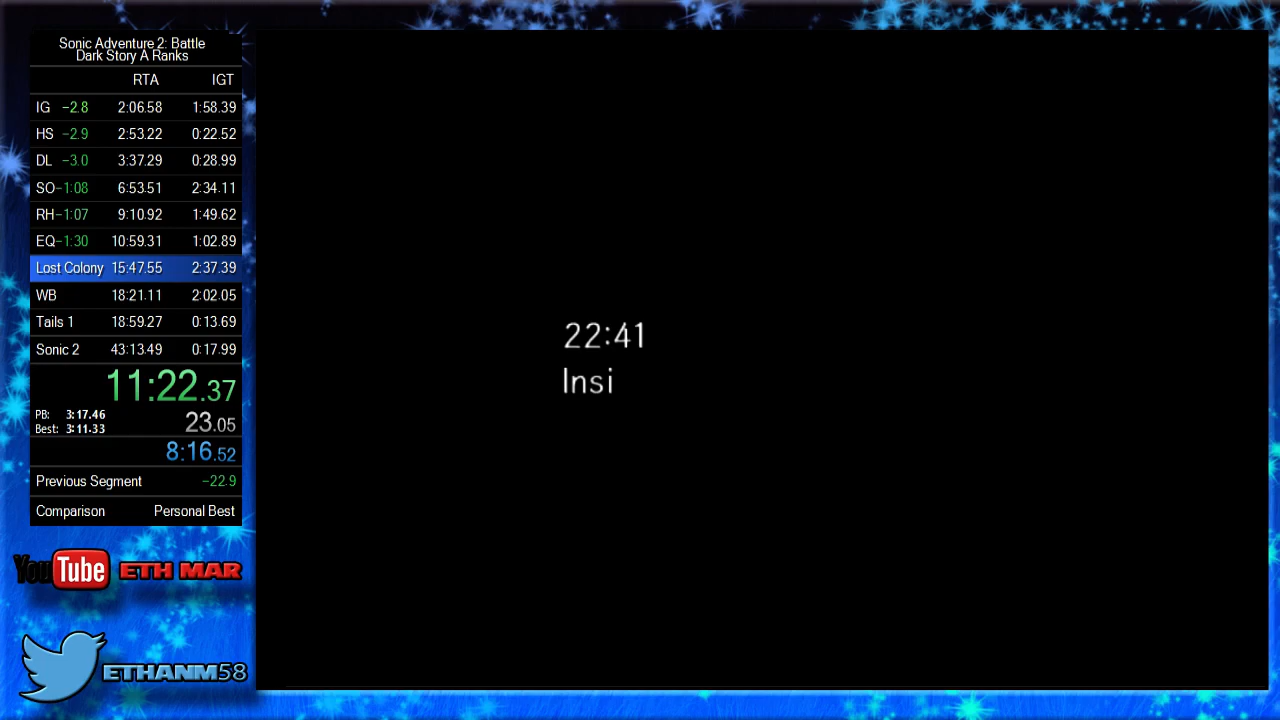 Sonic Adventure 2: Battle
Dark Story A Ranks
RTA IGT
IG -2.8 2:06.58 1:58.39
HS -2.9 2:53.22 0:22.52
DL -3.0 3:37.29 0:28.99
SO-1:08 6:53.51 2:34.11
RH-1:07 9:10.92 1:49.62
EQ-1:30 10:59.31 1:02.89
Lost Colony 15:47.55 2:37.39
WB 18:21.11 2:02.05
Tails 1 18:59.27 0:13.69
Sonic 2 43:13.49 0:17.99
11:22.37
PB: 3:17.46
Best: 3:11.33
23.05
8:16.52
Previous Segment -22.9
Comparison Personal Best
YouTube ETH MAR
ETHANM58
22:41
Insi